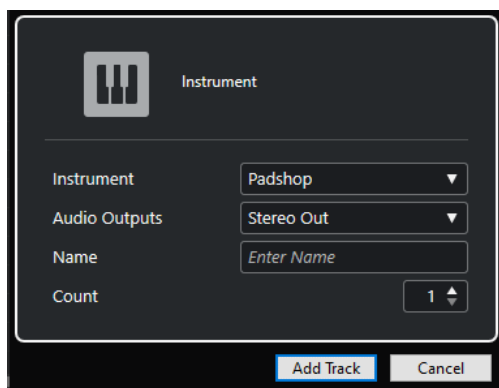 Instrument
Instrument Padshop
Audio Outputs Stereo Out
Name Enter Name
Count 1
Add Track Cancel